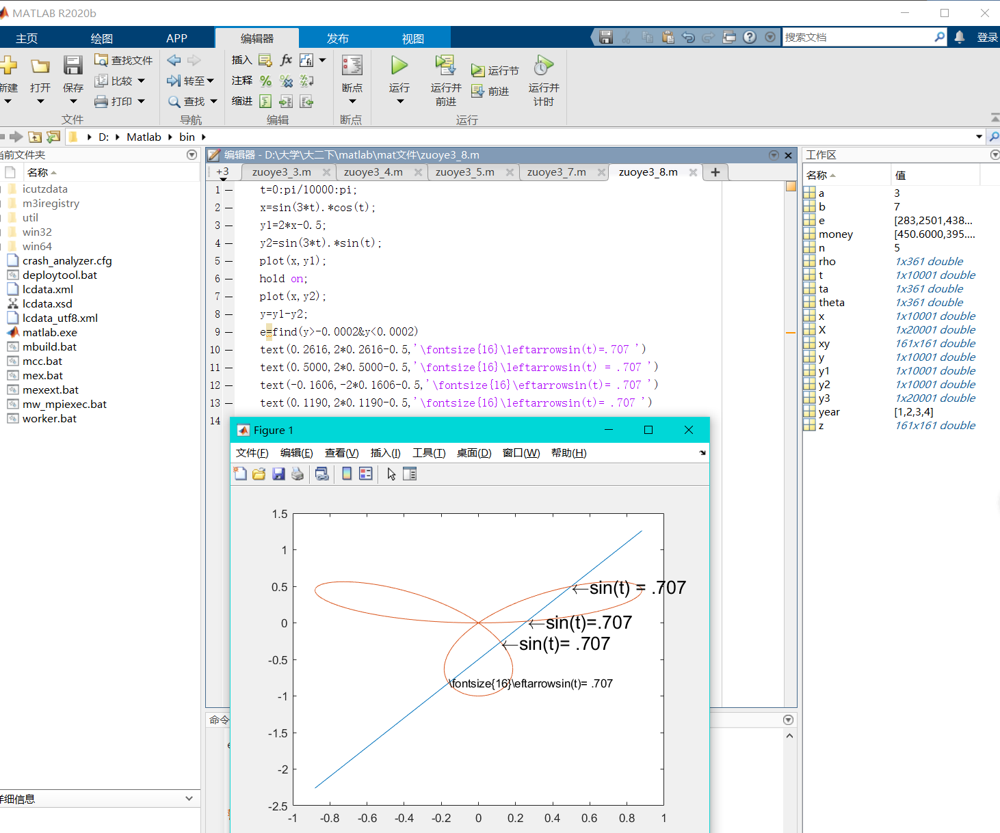 MATLAB R2020b
主页 绘图 APP 编辑器 发布 视图 搜索文档 登录
新建 打开 保存 查找文件 比较 打印 转至 查找 插入 fx 注释 缩进 断点 运行 运行并前进 运行节 前进 运行并计时
文件 导航 编辑 断点 运行
D: Matlab bin
当前文件夹
名称
icutzdata
m3iregistry
util
win32
win64
crash_analyzer.cfg
deploytool.bat
lcdata.xml
lcdata.xsd
lcdata_utf8.xml
matlab.exe
mbuild.bat
mcc.bat
mex.bat
mexext.bat
mw_mpiexec.bat
worker.bat
详细信息
编辑器 - D:\大学\大二下\matlab\mat文件\zuoye3_8.m
+3 zuoye3_3.m zuoye3_4.m zuoye3_5.m zuoye3_7.m zuoye3_8.m +
1 t=0:pi/10000:pi;
2 x=sin(3*t).*cos(t);
3 y1=2*x-0.5;
4 y2=sin(3*t).*sin(t);
5 plot(x,y1);
6 hold on;
7 plot(x,y2);
8 y=y1-y2;
9 e=find(y>-0.0002&y<0.0002)
10 text(0.2616,2*0.2616-0.5,'\fontsize{16}\leftarrowsin(t)=.707 ')
11 text(0.5000,2*0.5000-0.5,'\fontsize{16}\leftarrowsin(t) = .707 ')
12 text(-0.1606,-2*0.1606-0.5,'\fontsize{16}\eftarrowsin(t)= .707 ')
13 text(0.1190,2*0.1190-0.5,'\fontsize{16}\leftarrowsin(t)= .707 ')
14
Figure 1
文件(F) 编辑(E) 查看(V) 插入(I) 工具(T) 桌面(D) 窗口(W) 帮助(H)
1.5
1
0.5
0
-0.5
-1
-1.5
-2
-2.5
-1 -0.8 -0.6 -0.4 -0.2 0 0.2 0.4 0.6 0.8 1
←sin(t) = .707
←sin(t)=.707
←sin(t)= .707
\fontsize{16}\eftarrowsin(t)= .707
命令
工作区
名称 值
a 3
b 7
e [283,2501,438...
money [450.6000,395....
n 5
rho 1x361 double
t 1x10001 double
ta 1x361 double
theta 1x361 double
x 1x10001 double
X 1x20001 double
xy 161x161 double
y 1x10001 double
y1 1x10001 double
y2 1x10001 double
y3 1x20001 double
year [1,2,3,4]
z 161x161 double